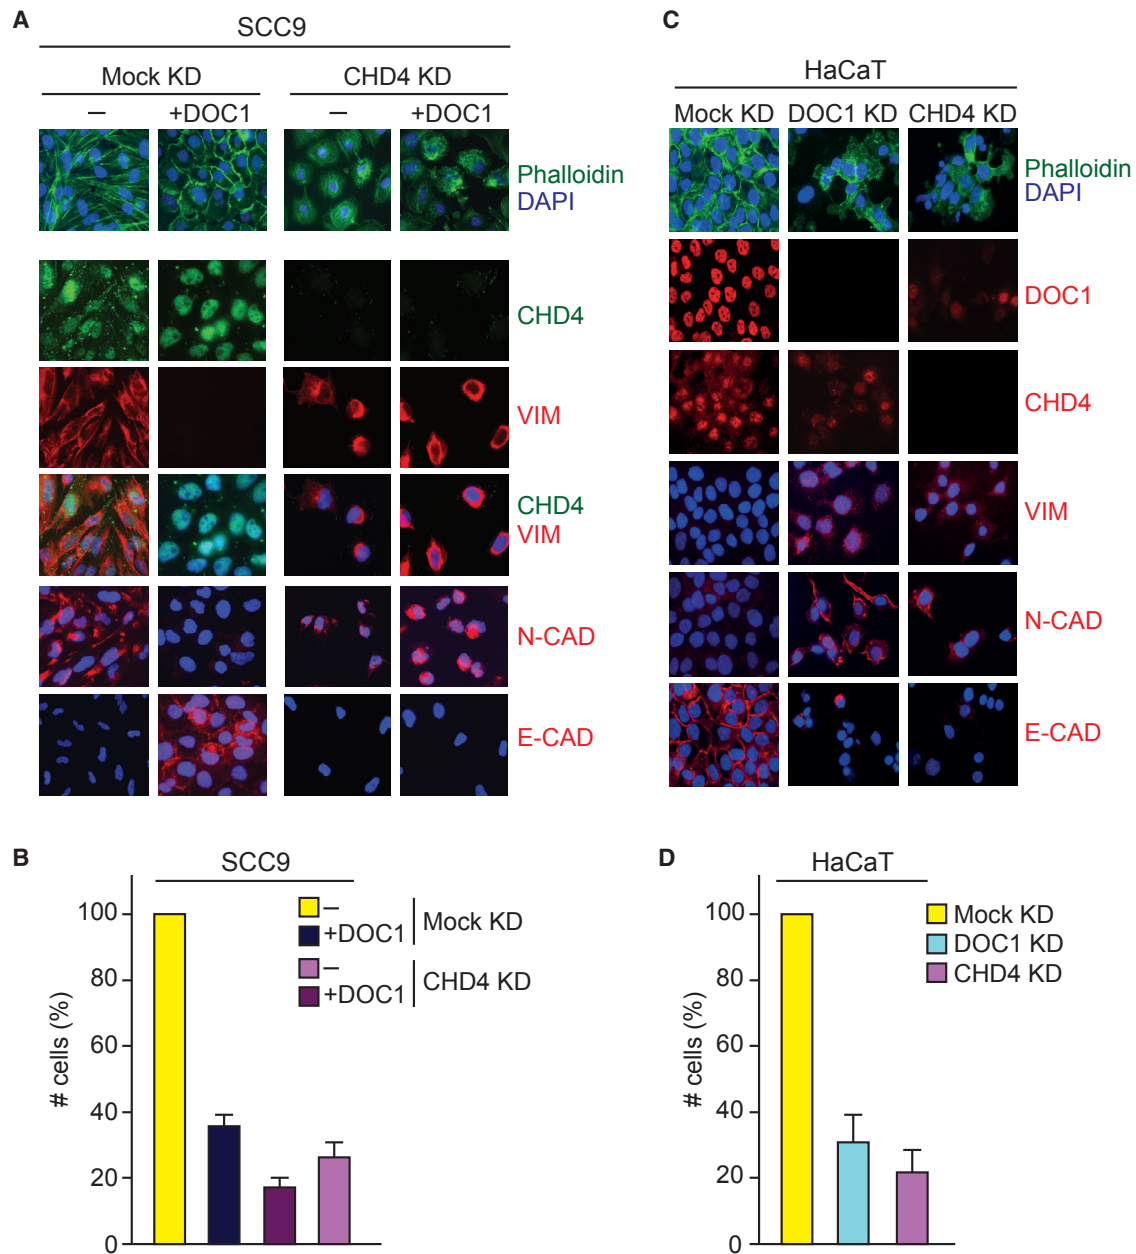 A
SCC9
Mock KD CHD4 KD
– +DOC1 – +DOC1
Phalloidin
DAPI
CHD4
VIM
CHD4
VIM
N-CAD
E-CAD
C
HaCaT
Mock KD DOC1 KD CHD4 KD
Phalloidin
DAPI
DOC1
CHD4
VIM
N-CAD
E-CAD
B
SCC9
# cells (%)
100
80
60
40
20
0
–
+DOC1
Mock KD
–
+DOC1
CHD4 KD
D
HaCaT
# cells (%)
100
80
60
40
20
0
Mock KD
DOC1 KD
CHD4 KD